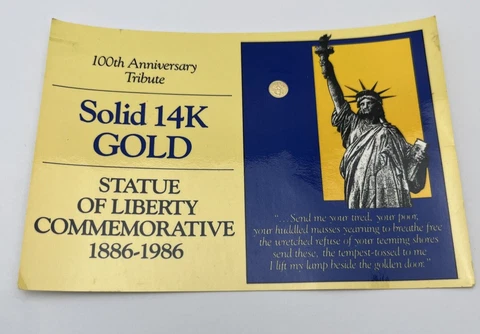 100th Anniversary
Tribute
Solid 14K
GOLD
STATUE
OF LIBERTY
COMMEMORATIVE
1886-1986
"...Send me your tired, your poor,
your huddled masses yearning to breathe free
the wretched refuse of your teeming shores
send these, the tempest-tossed to me
I lift my lamp beside the golden door."